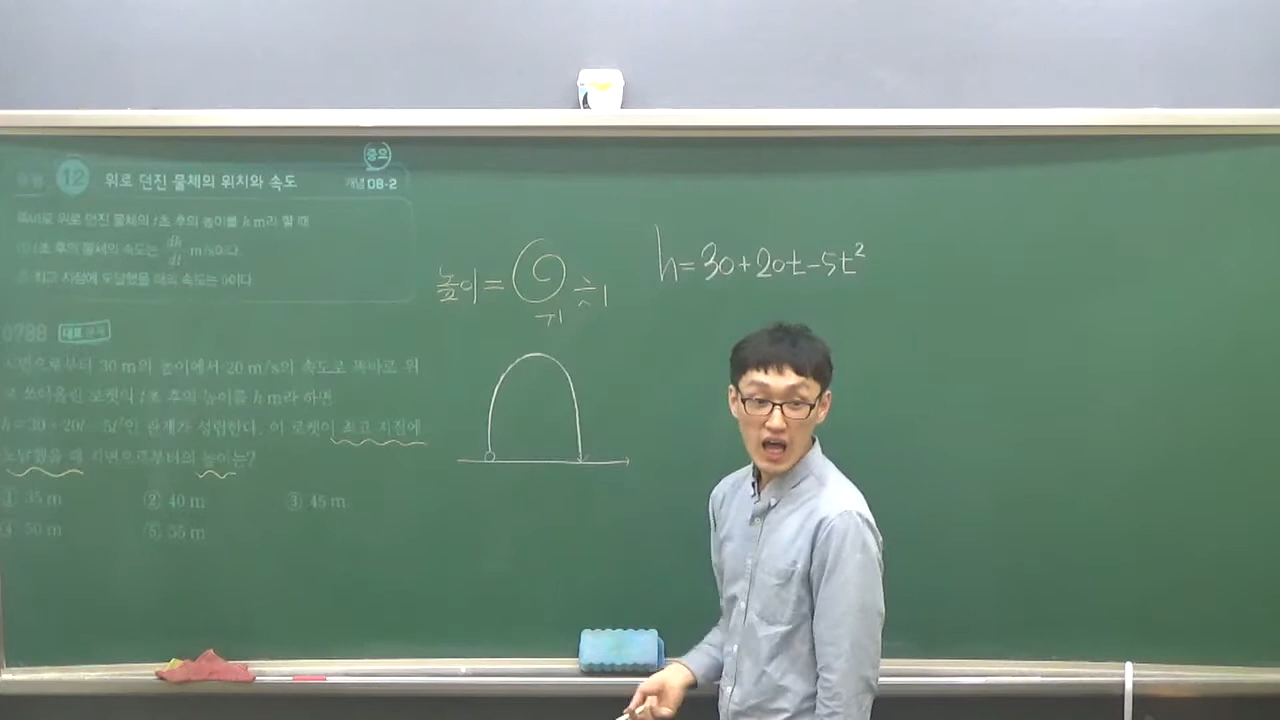 중요
유형 12 위로 던진 물체의 위치와 속도 개념 08-2
똑바로 위로 던진 물체의 t초 후의 높이를 h m라 할 때
t초 후의 물체의 속도는 dh/dt m/s이다.
최고 지점에 도달했을 때의 속도는 0이다.
0788 대표 문제
지면으로부터 30 m의 높이에서 20 m/s의 속도로 똑바로 위
로 쏘아올린 로켓의 t초 후의 높이를 h m라 하면
h=30+20t-5t²인 관계가 성립한다. 이 로켓이 최고 지점에
도달했을 때 지면으로부터의 높이는?
① 35 m ② 40 m ③ 45 m
④ 50 m ⑤ 55 m
높이=
h=30+20t-5t²